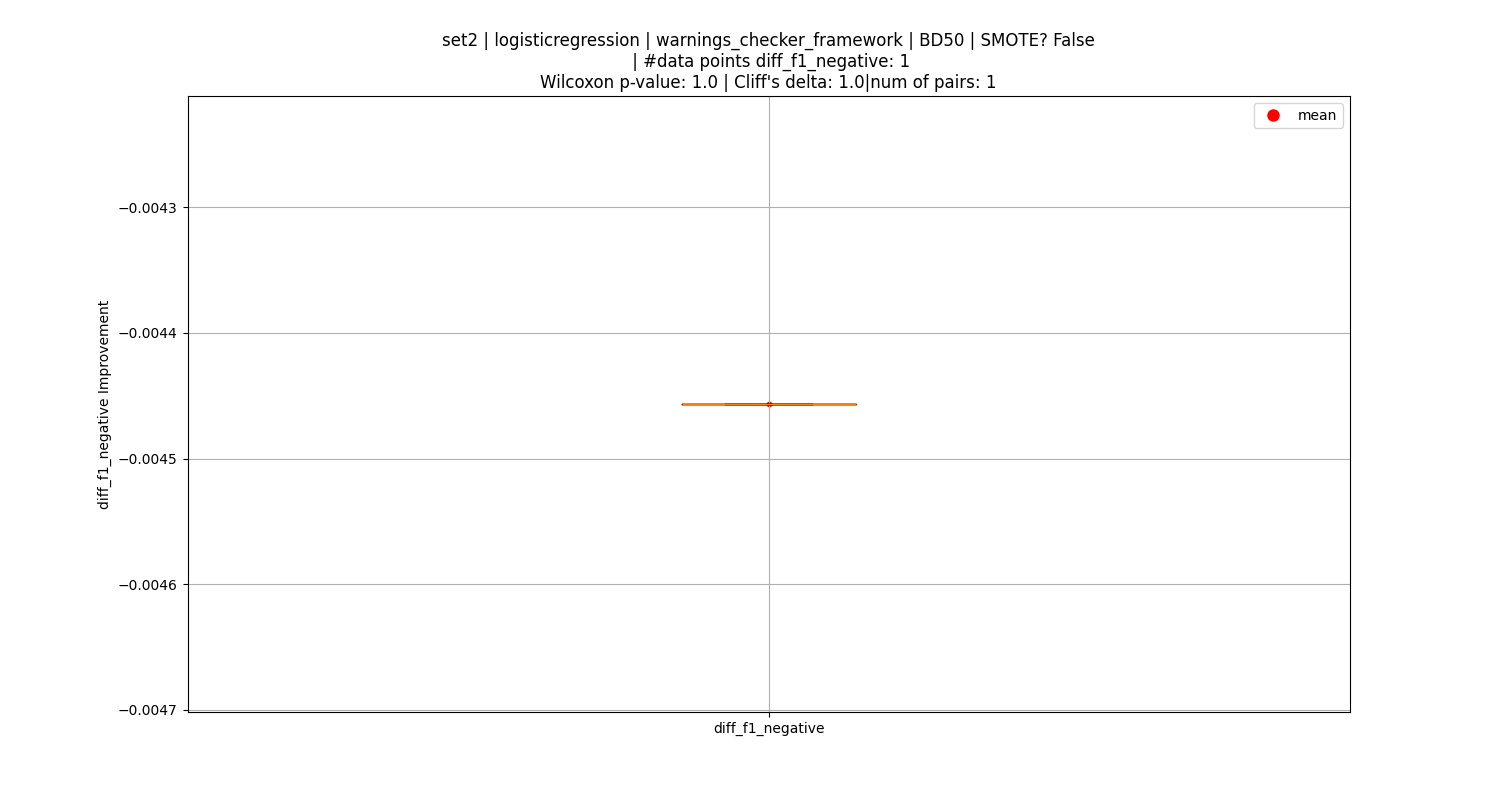 set2 | logisticregression | warnings_checker_framework | BD50 | SMOTE? False
| #data points diff_f1_negative: 1
Wilcoxon p-value: 1.0 | Cliff's delta: 1.0|num of pairs: 1
mean
−0.0043
−0.0044
−0.0045
−0.0046
−0.0047
diff_f1_negative Improvement
diff_f1_negative